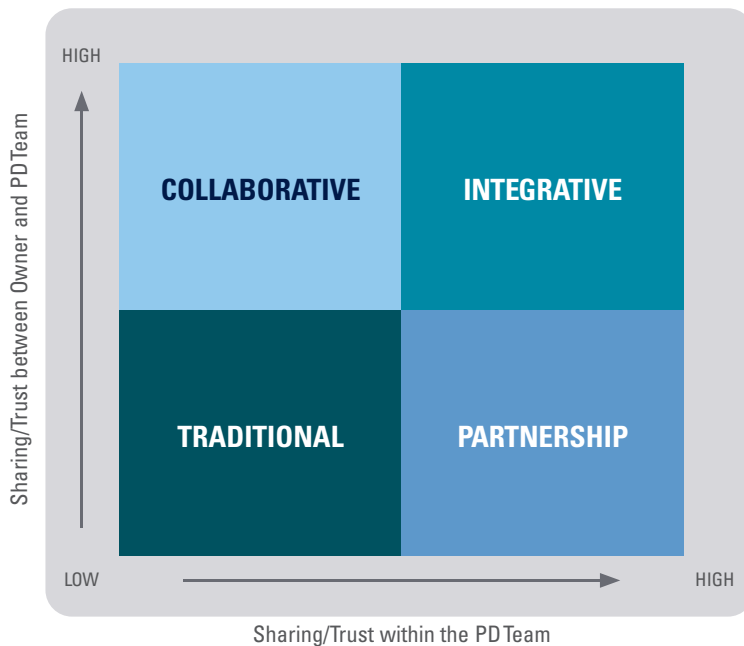 HIGH
Sharing/Trust between Owner and PD Team
COLLABORATIVE
INTEGRATIVE
TRADITIONAL
PARTNERSHIP
LOW
HIGH
Sharing/Trust within the PD Team